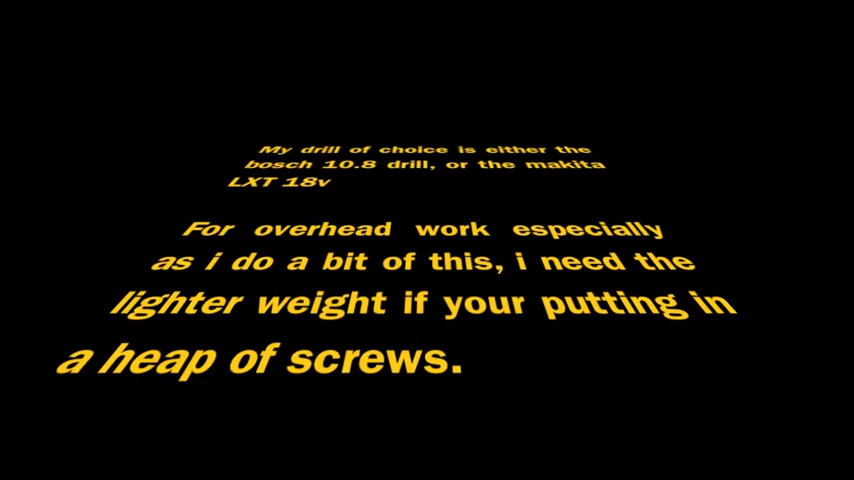 My drill of choice is either the
bosch 10.8 drill, or the makita
LXT 18v
For overhead work especially
as i do a bit of this, i need the
lighter weight if your putting in
a heap of screws.